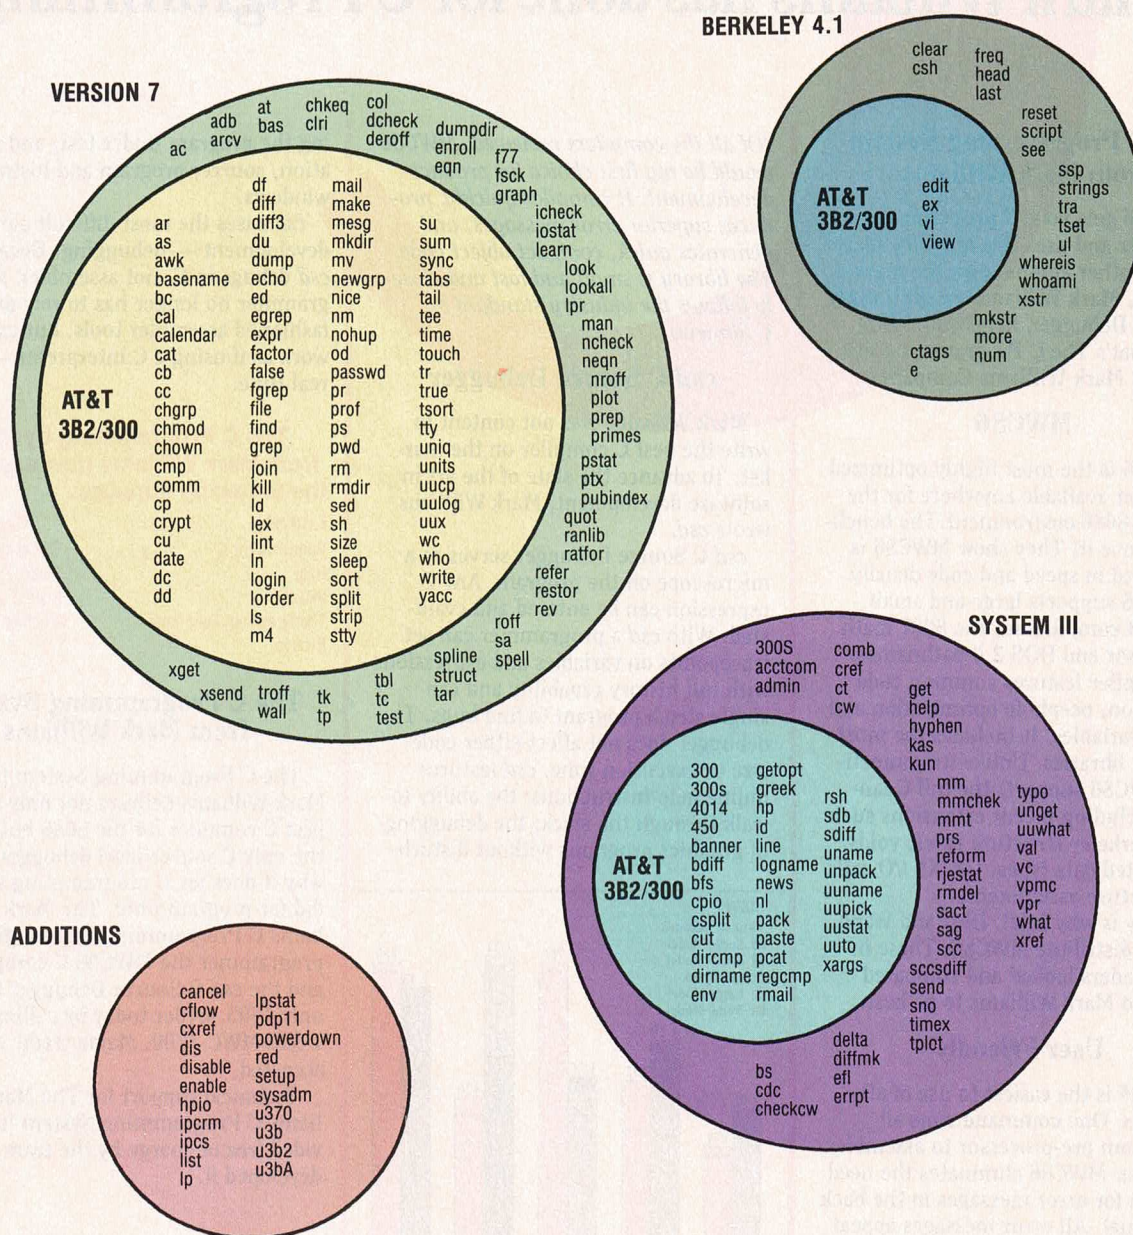 VERSION 7
at
bas
chkeq
clri
col
dcheck
deroff
adb
arcv
ac
dumpdir
enroll
eqn
f77
fsck
graph
icheck
iostat
learn
look
lookall
lpr
man
ncheck
neqn
nroff
plot
prep
primes
pstat
ptx
pubindex
quot
ranlib
ratfor
refer
restor
rev
roff
sa
spell
spline
struct
tar
tbl
tc
test
tk
tp
troff
wall
xsend
xget
AT&T
3B2/300
ar
as
awk
basename
bc
cal
calendar
cat
cb
cc
chgrp
chmod
chown
cmp
comm
cp
crypt
cu
date
dc
dd
df
diff
diff3
du
dump
echo
ed
egrep
expr
factor
false
fgrep
file
find
grep
join
kill
ld
lex
lint
ln
login
lorder
ls
m4
mail
make
mesg
mkdir
mv
newgrp
nice
nm
nohup
od
passwd
pr
prof
ps
pwd
rm
rmdir
sed
sh
size
sleep
sort
split
strip
stty
su
sum
sync
tabs
tail
tee
time
touch
tr
true
tsort
tty
uniq
units
uucp
uulog
uux
wc
who
write
yacc
BERKELEY 4.1
clear
csh
freq
head
last
reset
script
see
ssp
strings
tra
tset
ul
whereis
whoami
xstr
mkstr
more
num
ctags
e
AT&T
3B2/300
edit
ex
vi
view
SYSTEM III
300S
acctcom
admin
comb
cref
ct
cw
get
help
hyphen
kas
kun
mm
mmchek
mmt
prs
reform
rjestat
rmdel
sact
sag
scc
sccsdiff
send
sno
timex
tplot
typo
unget
uuwhat
val
vc
vpmc
vpr
what
xref
delta
diffmk
efl
errpt
bs
cdc
checkcw
AT&T
3B2/300
300
300s
4014
450
banner
bdiff
bfs
cpio
csplit
cut
dircmp
dirname
env
getopt
greek
hp
id
line
logname
news
nl
pack
paste
pcat
regcmp
rmail
rsh
sdb
sdiff
uname
unpack
uuname
uupick
uustat
uuto
xargs
ADDITIONS
cancel
cflow
cxref
dis
disable
enable
hpio
ipcrm
ipcs
list
lp
lpstat
pdp11
powerdown
red
setup
sysadm
u370
u3b
u3b2
u3bA